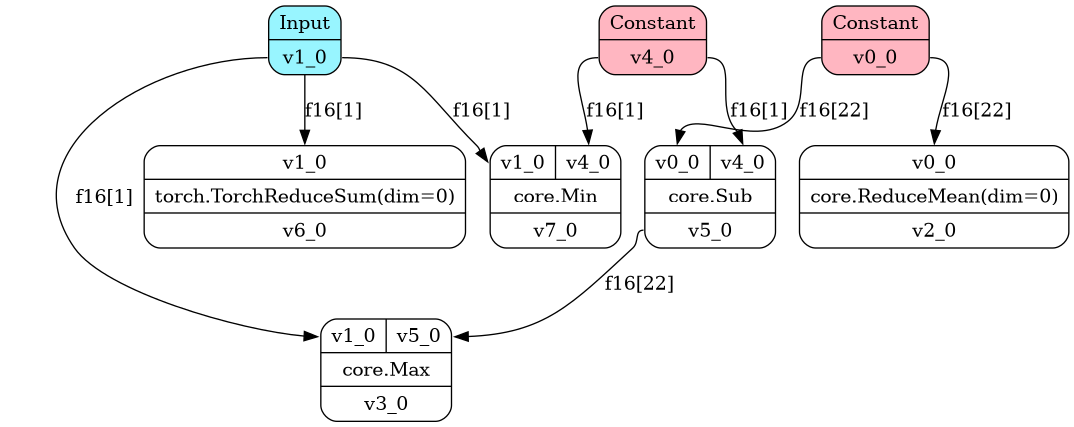 Input
v1_0
Constant
v4_0
Constant
v0_0
f16[1]
f16[1]
f16[1]
f16[1]
f16[22]
f16[22]
v1_0
torch.TorchReduceSum(dim=0)
v6_0
v1_0 v4_0
core.Min
v7_0
v0_0 v4_0
core.Sub
v5_0
v0_0
core.ReduceMean(dim=0)
v2_0
f16[1]
f16[22]
v1_0 v5_0
core.Max
v3_0